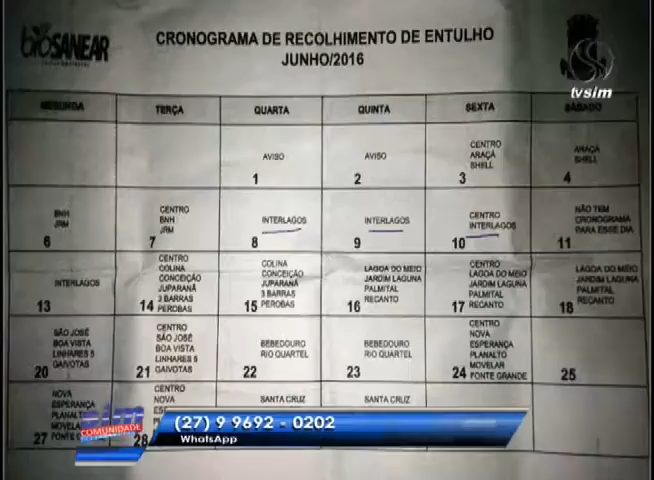 bioSANEAR
CRONOGRAMA DE RECOLHIMENTO DE ENTULHO
JUNHO/2016
tvsim
SEGUNDA
TERÇA
QUARTA
QUINTA
SEXTA
SÁBADO
AVISO
1
AVISO
2
CENTRO
ARAÇÁ
SHELL
3
ARAÇÁ
SHELL
4
BNH
JRM
6
CENTRO
BNH
JRM
7
INTERLAGOS
8
INTERLAGOS
9
CENTRO
INTERLAGOS
10
NÃO TEM
CRONOGRAMA
PARA ESSE DIA
11
INTERLAGOS
13
CENTRO
COLINA
CONCEIÇÃO
JUPARANÃ
3 BARRAS
PEROBAS
14
COLINA
CONCEIÇÃO
JUPARANÃ
3 BARRAS
PEROBAS
15
LAGOA DO MEIO
JARDIM LAGUNA
PALMITAL
RECANTO
16
CENTRO
LAGOA DO MEIO
JARDIM LAGUNA
PALMITAL
RECANTO
17
LAGOA DO MEIO
JARDIM LAGUNA
PALMITAL
RECANTO
18
SÃO JOSÉ
BOA VISTA
LINHARES 5
GAIVOTAS
20
CENTRO
SÃO JOSÉ
BOA VISTA
LINHARES 5
GAIVOTAS
21
BEBEDOURO
RIO QUARTEL
22
BEBEDOURO
RIO QUARTEL
23
CENTRO
NOVA
ESPERANÇA
PLANALTO
MOVELAR
FONTE GRANDE
24
25
NOVA
ESPERANÇA
PLANALTO
27
CENTRO
NOVA
28
SANTA CRUZ
SANTA CRUZ
sim
COMUNIDADE
(27) 9 9692 - 0202
WhatsApp